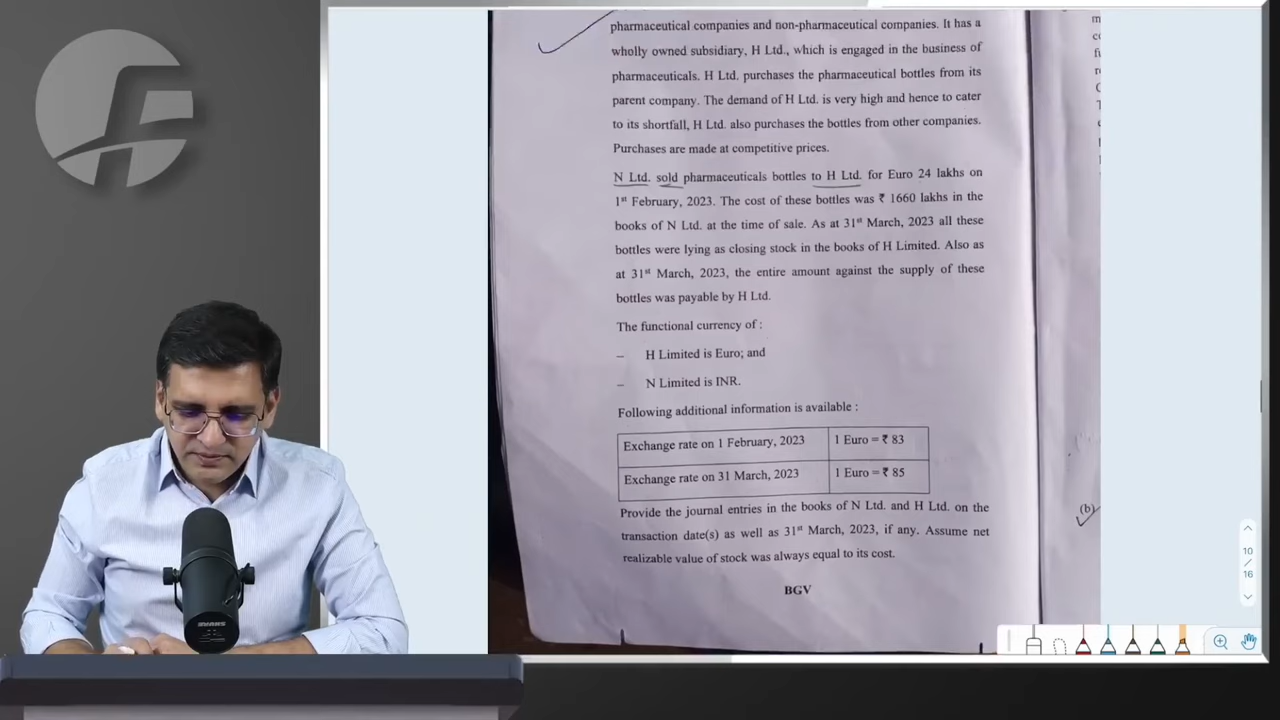 pharmaceutical companies and non-pharmaceutical companies. It has a
wholly owned subsidiary, H Ltd., which is engaged in the business of
pharmaceuticals. H Ltd. purchases the pharmaceutical bottles from its
parent company. The demand of H Ltd. is very high and hence to cater
to its shortfall, H Ltd. also purchases the bottles from other companies.
Purchases are made at competitive prices.
N Ltd. sold pharmaceuticals bottles to H Ltd. for Euro 24 lakhs on
1st February, 2023. The cost of these bottles was ₹ 1660 lakhs in the
books of N Ltd. at the time of sale. As at 31st March, 2023 all these
bottles were lying as closing stock in the books of H Limited. Also as
at 31st March, 2023, the entire amount against the supply of these
bottles was payable by H Ltd.
The functional currency of :
– H Limited is Euro; and
– N Limited is INR.
Following additional information is available :
Exchange rate on 1 February, 2023 1 Euro = ₹ 83
Exchange rate on 31 March, 2023 1 Euro = ₹ 85
Provide the journal entries in the books of N Ltd. and H Ltd. on the
transaction date(s) as well as 31st March, 2023, if any. Assume net
realizable value of stock was always equal to its cost.
BGV
(b)
10
/
16